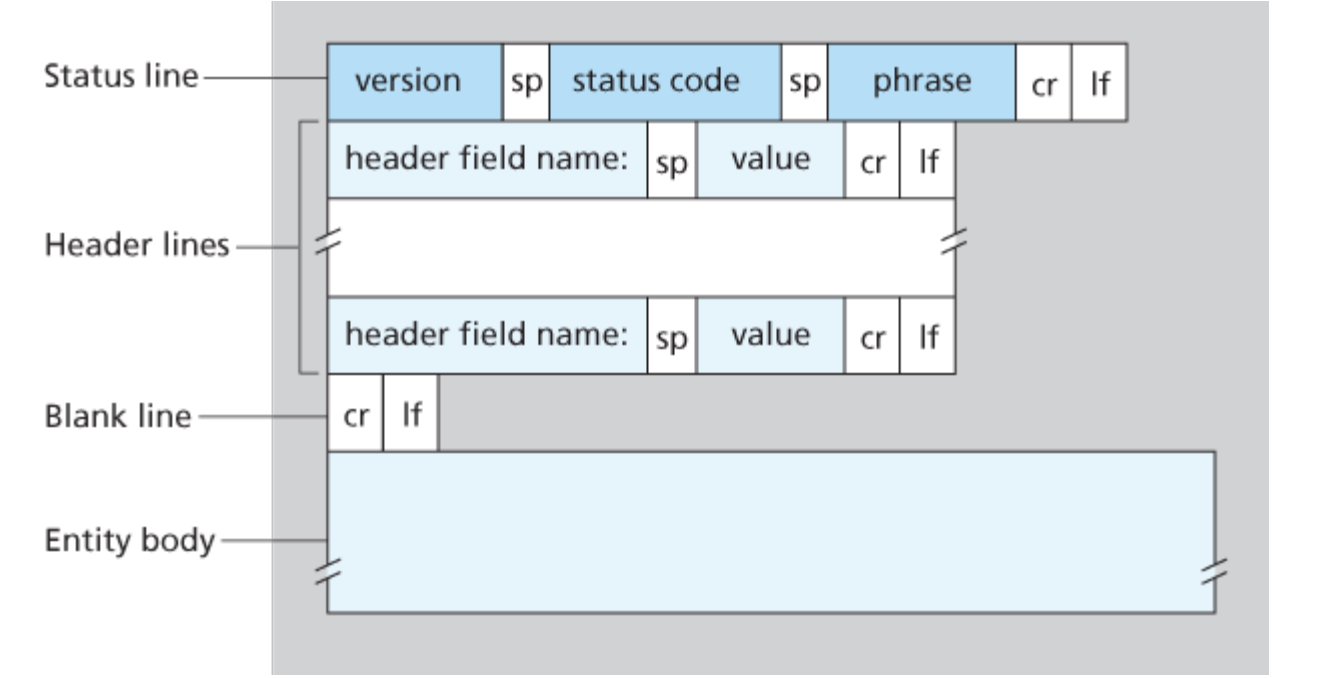 Status line version sp status code sp phrase cr lf
header field name: sp value cr lf
Header lines
header field name: sp value cr lf
Blank line cr lf
Entity body